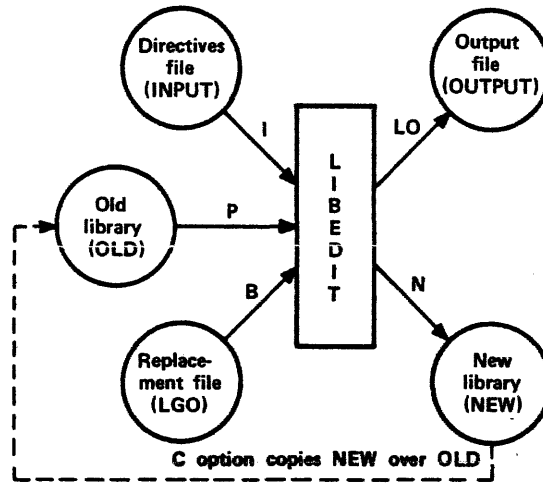 Directives
file
(INPUT)
Output
file
(OUTPUT)
I
LO
LIBEDIT
Old
library
(OLD)
P
B
N
Replace-
ment file
(LGO)
New
library
(NEW)
C option copies NEW over OLD